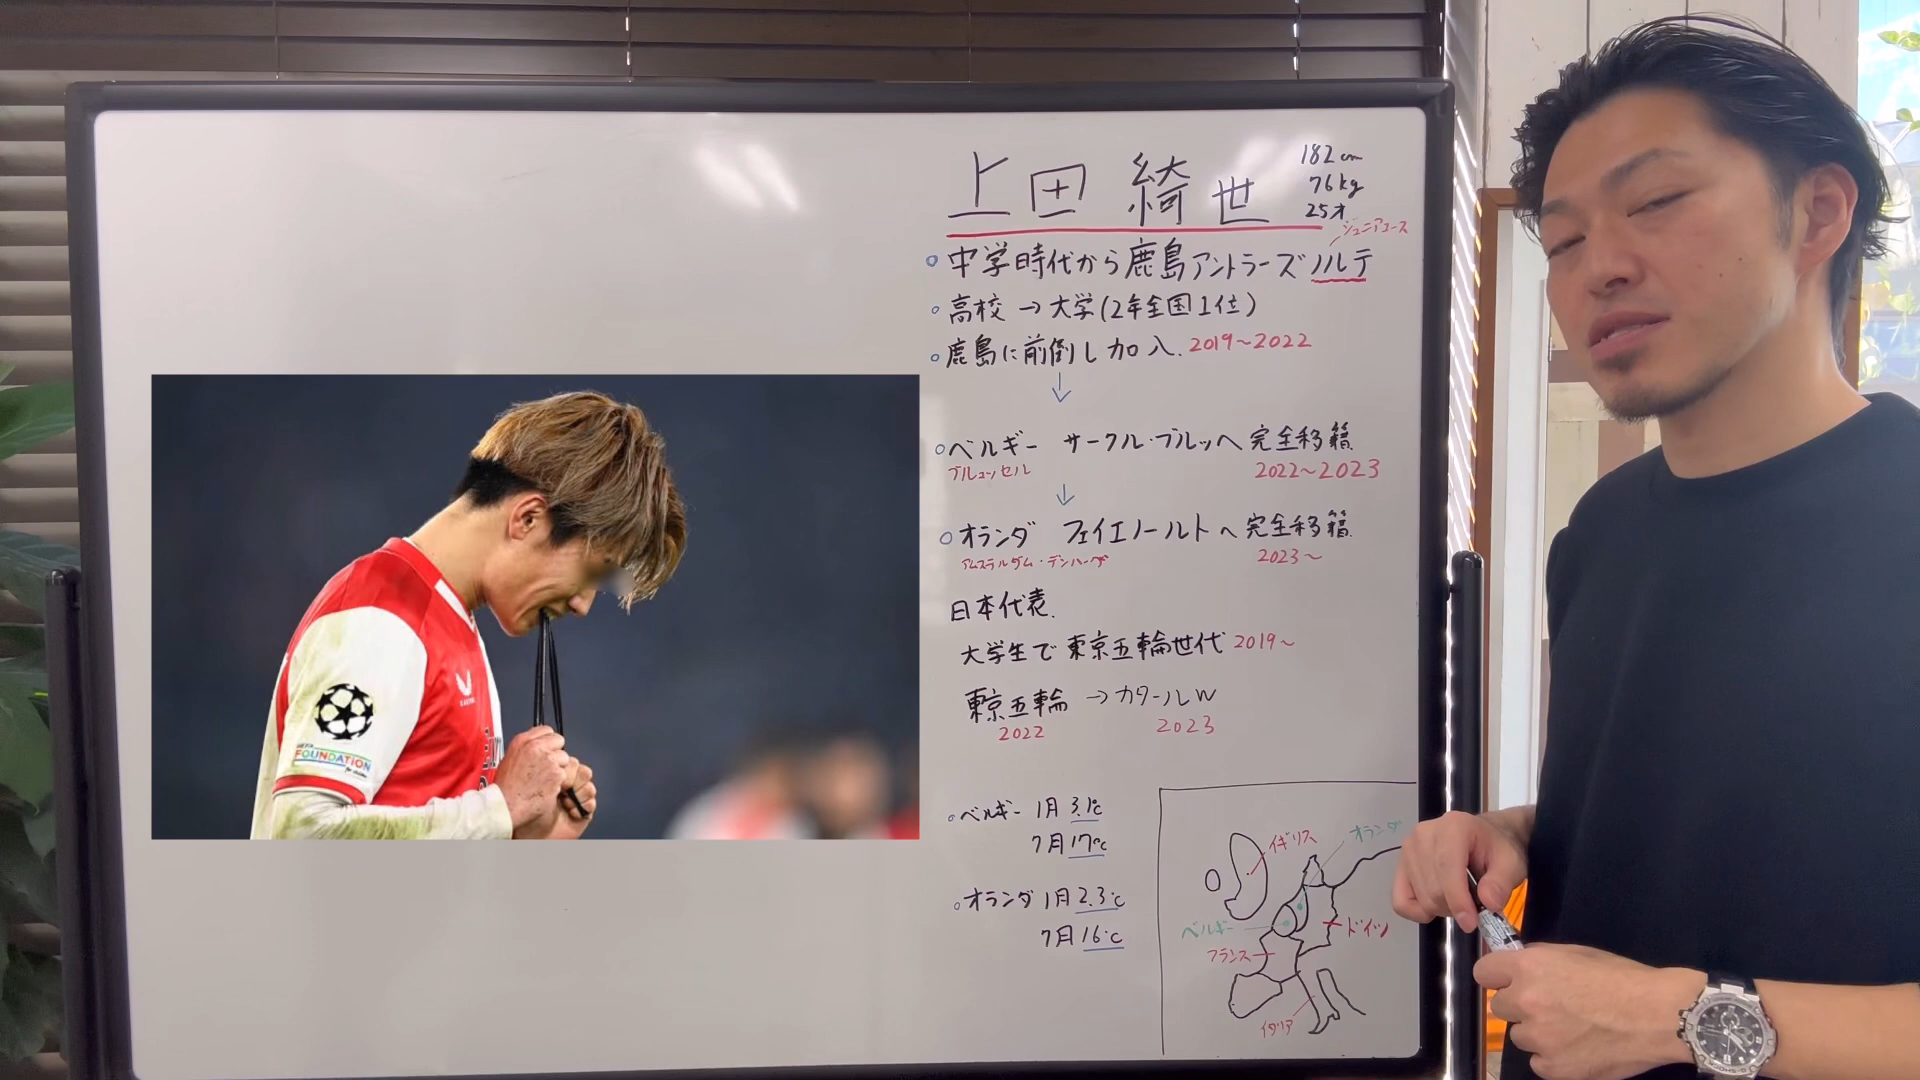 上田 綺世
182cm
76kg
25才
ジュニアユース
中学時代から鹿島アントラーズノルテ
高校 → 大学(2年全国1位)
鹿島に前倒し加入. 2019〜2022
↓
ベルギー サークル・ブルッヘ 完全移籍
ブルュッセル
2022〜2023
↓
オランダ フェイエノールトへ完全移籍
アムステルダム・デンハーグ
2023〜
日本代表.
大学生で東京五輪世代 2019〜
東京五輪 → カタールW
2022 2023
ベルギー 1月 3.1℃
7月 17℃
オランダ 1月 2.3℃
7月 16℃
イギリス
オランダ
ベルギー
ドイツ
フランス
イタリア
UEFA
FOUNDATION